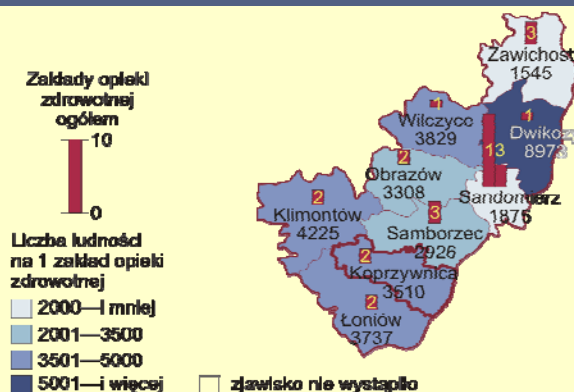 Zakłady opieki
zdrowotnej
ogółem
10
0
Liczba ludności
na 1 zakład opieki
zdrowotnej
2000—i mniej
2001—3500
3501—5000
5001—i więcej
zjawisko nie wystąpiło
3
Zawichost
1545
1
Wilczyce
3829
1
Dwikozy
8973
13
Sandomierz
1875
2
Obrazów
3308
2
Klimontów
4225
3
Samborzec
2926
2
Koprzywnica
3510
2
Łoniów
3737